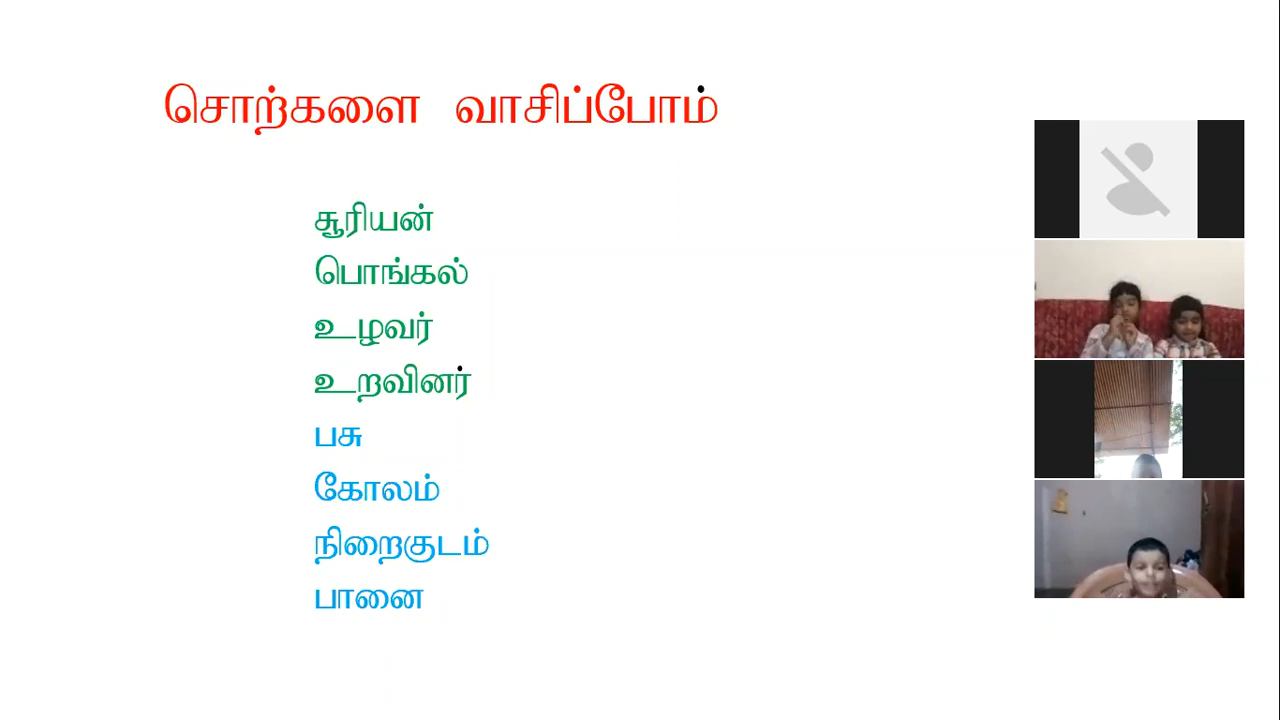 சொற்களை வாசிப்போம்
சூரியன்
பொங்கல்
உழவர்
உறவினர்
பசு
கோலம்
நிறைகுடம்
பானை